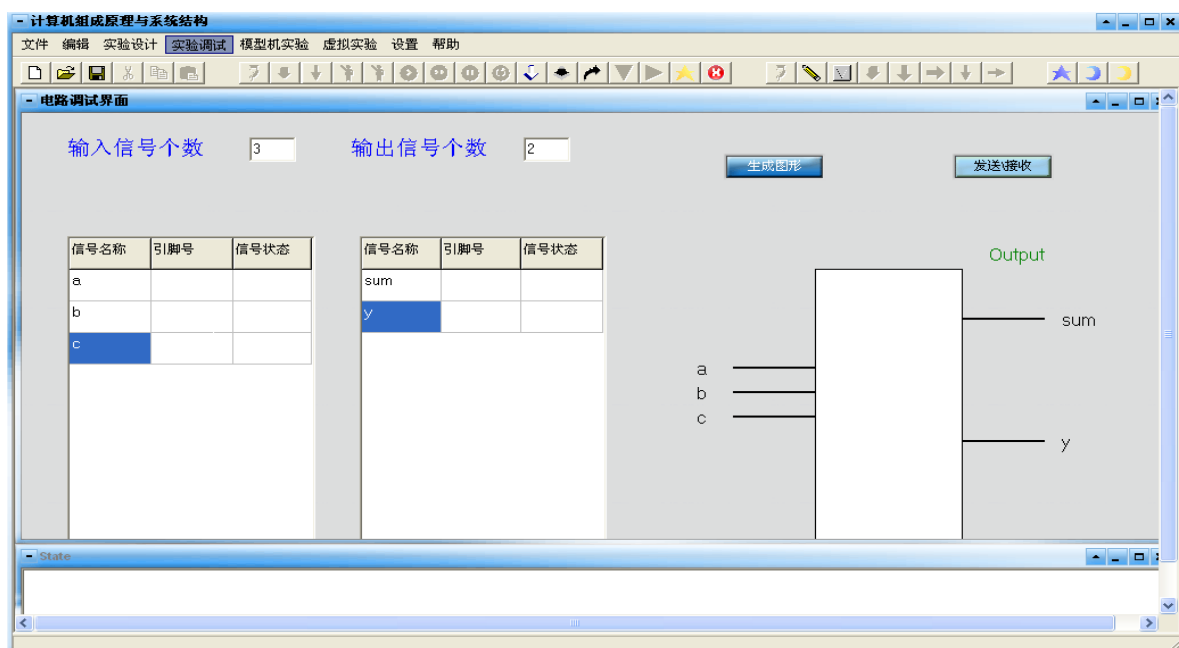 计算机组成原理与系统结构
文件 编辑 实验设计 实验调试 模型机实验 虚拟实验 设置 帮助
电路调试界面
输入信号个数 3 输出信号个数 2
生成图形 发送\接收
信号名称 引脚号 信号状态 信号名称 引脚号 信号状态
Output
a sum
b y
c
sum
a
b
c
y
State